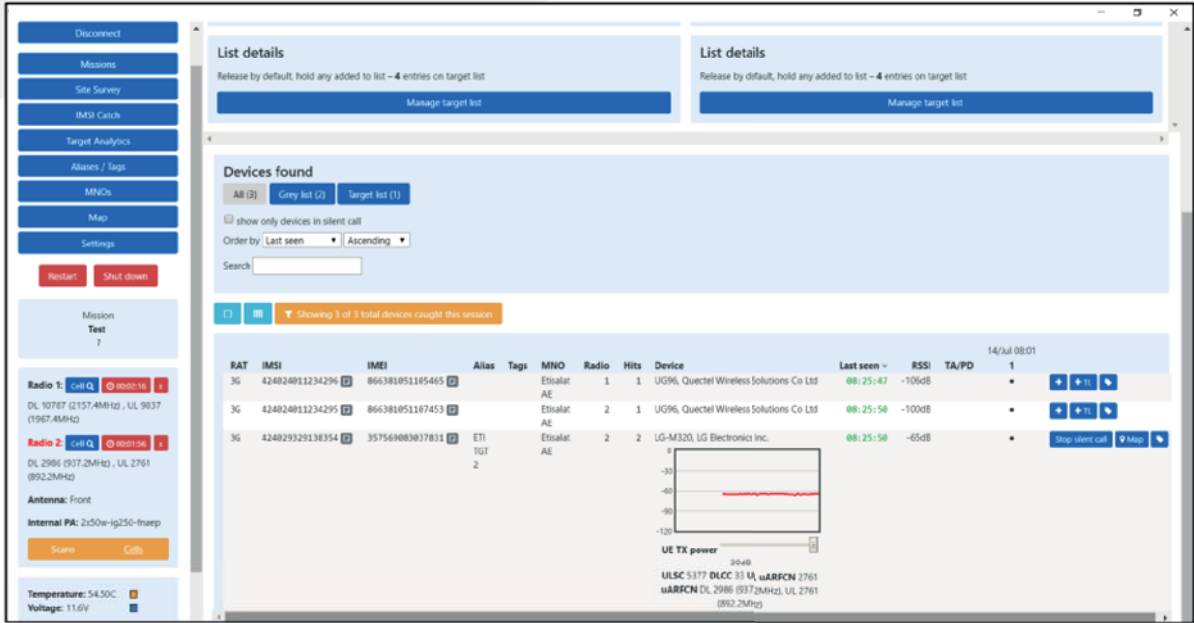 Disconnect
Missions
Site Survey
IMSI Catch
Target Analytics
Aliases / Tags
MNOs
Map
Settings
Restart Shut down
Mission
Test
7
Radio 1: Cell 00:02:16 x
DL 10787 (2157.4MHz) , UL 9837
(1967.4MHz)
Radio 2: Cell 00:01:56 x
DL 2986 (937.2MHz) , UL 2761
(892.2MHz)
Antenna: Front
Internal PA: 2x50w-ig250-fnaep
Scans Cells
Temperature: 54.50C
Voltage: 11.6V
List details
Release by default, hold any added to list – 4 entries on target list
Manage target list
List details
Release by default, hold any added to list – 4 entries on target list
Manage target list
Devices found
All (3) Grey list (2) Target list (1)
show only devices in silent call
Order by Last seen Ascending
Search
Showing 3 of 3 total devices caught this session
14/Jul 08:01
RAT IMSI IMEI Alias Tags MNO Radio Hits Device Last seen RSSI TA/PD 1
3G 424024011234296 866381051105465 Etisalat 1 1 UG96, Quectel Wireless Solutions Co Ltd 08:25:47 -106dB + + TL
AE
3G 424024011234295 866381051107453 Etisalat 2 1 UG96, Quectel Wireless Solutions Co Ltd 08:25:50 -100dB + + TL
AE
3G 424029329138354 357569083037831 ETI Etisalat 2 2 LG-M320, LG Electronics Inc. 08:25:50 -65dB Stop silent call Map
TGT AE
2
0
-30
-60
-90
-120
UE TX power
20dB
ULSC 5377 DLCC 33 UL uARFCN 2761
uARFCN DL 2986 (937.2MHz), UL 2761
(892.2MHz)